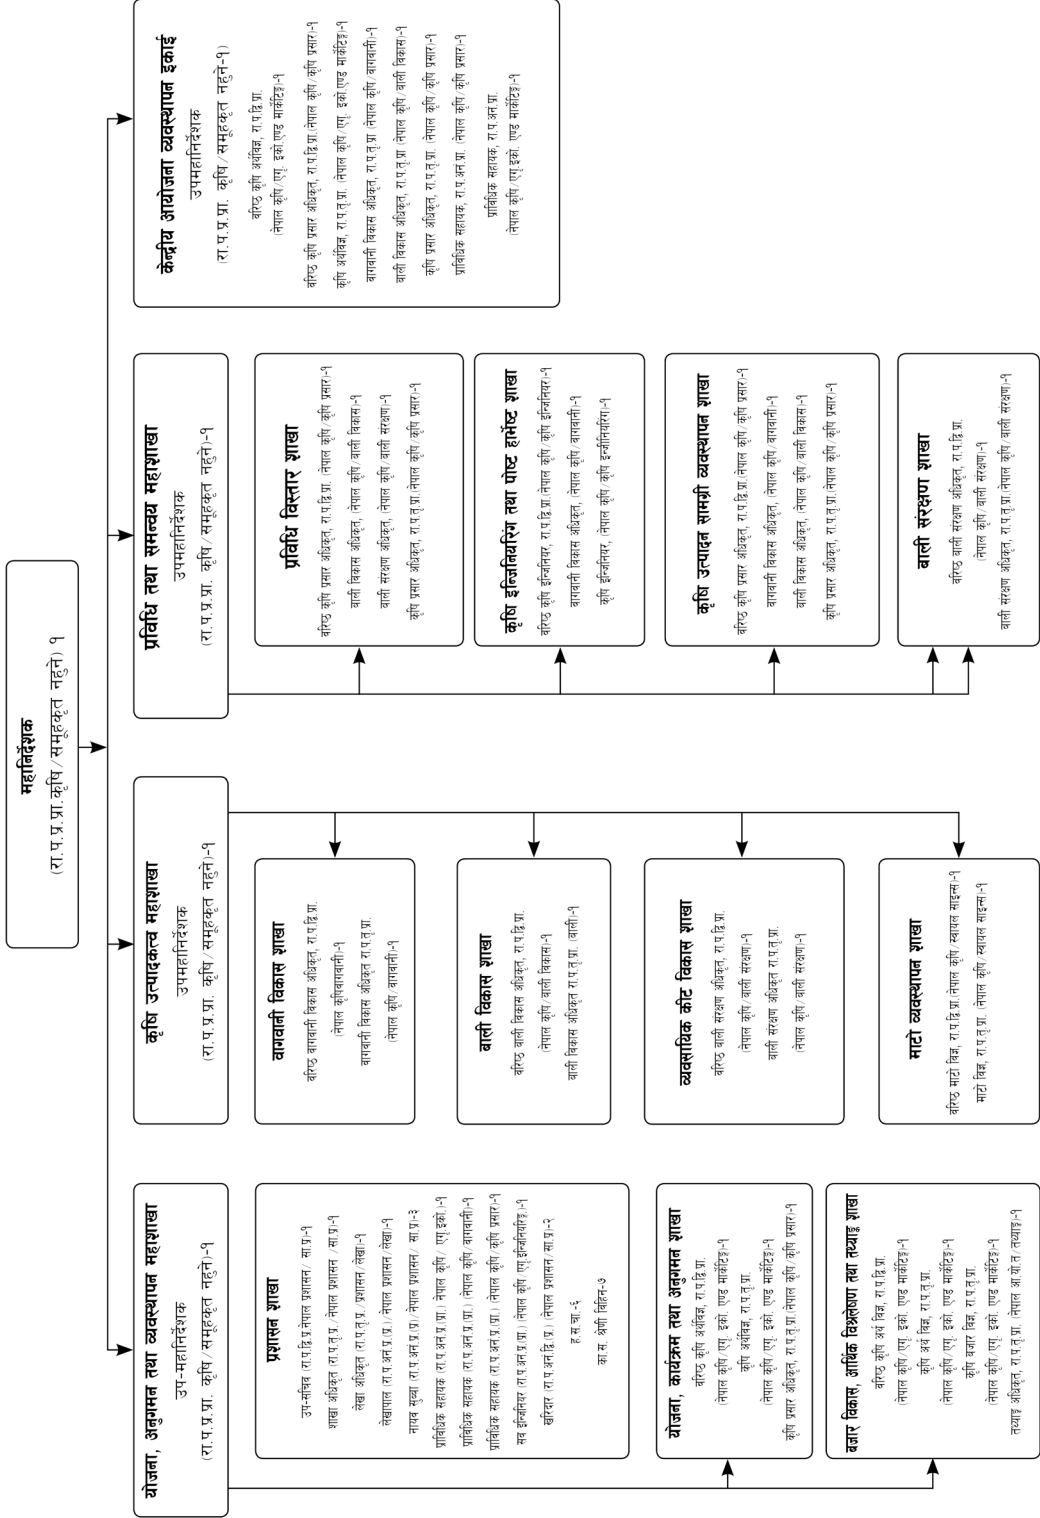 महानिर्देशक
(रा.प.प्र.प्रा.कृषि/समूहकृत नहुने) १
योजना, अनुगमन तथा व्यवस्थापन महाशाखा
उप-महानिर्देशक
(रा.प.प्र.प्रा. कृषि/समूहकृत नहुने)-१
प्रशासन शाखा
उप-सचिव (रा.प.द्वि.प्र.नेपाल प्रशासन/ सा.प्र)-१
शाखा अधिकृत (रा.प.तृ.प्र./नेपाल प्रशासन / सा.प्र)-१
लेखा अधिकृत (रा.प.तृ.प्र./प्रशासन/लेखा)-१
लेखापाल (रा.प.अनं.प्र.(प्र.)/नेपाल प्रशासन/लेखा)-१
नायव सुब्बा (रा.प.अनं.प्र.(प्र)/ नेपाल प्रशासन/ सा.प्र)-३
प्राविधिक सहायक (रा.प.अनं.प्र.(प्रा.) नेपाल कृषि/ एग्.इको.)-१
प्राविधिक सहायक (रा.प.अनं.प्र.(प्रा.) (नेपाल कृषि/वागवानी)-१
प्राविधिक सहायक (रा.प.अनं.प्र.(प्रा.) (नेपाल कृषि/कृषि प्रसार)-१
सव इन्जिनियर (रा.प.अनं.प्र.(प्रा.) (नेपाल कृषि/एग्.इन्जिनियरिङ्ग)-१
खरिदार (रा.प.अनं.द्वि.(प्र.) (नेपाल प्रशासन/सा.प्र)-२
ह.स.चा.-६
का.स. श्रेणी विहिन-७
योजना, कार्यक्रम तथा अनुगमन शाखा
वरिष्ठ कृषि अर्थविज्ञ, रा.प.द्वि.प्रा.
(नेपाल कृषि/एग्. इको. एण्ड मार्केटिङ्ग)-१
कृषि अर्थविज्ञ, रा.प.तृ.प्रा.
(नेपाल कृषि/एग्. इको. एण्ड मार्केटिङ्ग)-१
कृषि प्रसार अधिकृत, रा.प.तृ.प्रा.(नेपाल कृषि/कृषि प्रसार)-१
बजार विकास, आर्थिक विश्लेषण तथा तथ्याङ्क शाखा
वरिष्ठ कृषि अर्थ विज्ञ, रा.प.द्वि.प्रा.
(नेपाल कृषि/एग्. इको. एण्ड मार्केटिङ्ग)-१
कृषि अर्थ विज्ञ, रा.प.तृ.प्रा.
(नेपाल कृषि/एग्. इको. एण्ड मार्केटिङ्ग)-१
कृषि वजार विज्ञ, रा.प.तृ.प्रा.
(नेपाल कृषि/एग्. इको. एण्ड मार्केटिङ्ग)-१
तथ्याङ्क अधिकृत, रा.प.तृ.प्रा. (नेपाल आ.यो.त/तथ्याङ्क)-१
कृषि उत्पादकत्व महाशाखा
उपमहानिर्देशक
(रा.प.प्र.प्रा. कृषि/समूहकृत नहुने)-१
वागवानी विकास शाखा
वरिष्ठ वागवानी विकास अधिकृत, रा.प.द्वि.प्रा.
(नेपाल कृषिवागवानी)-१
वागवानी विकास अधिकृत रा.प.तृ.प्रा.
(नेपाल कृषि/वागवानी)-१
बाली विकास शाखा
वरिष्ठ वाली विकास अधिकृत, रा.प.द्वि.प्रा.
(नेपाल कृषि/वाली विकास)-१
वाली विकास अधिकृत रा.प.तृ.प्रा. (वाली)-१
व्यवसायिक कीट विकास शाखा
वरिष्ठ वाली संरक्षण अधिकृत, रा.प.द्वि.प्रा.
(नेपाल कृषि/वाली संरक्षण)-१
वाली संरक्षण अधिकृत रा.प.तृ.प्रा.
(नेपाल कृषि/वाली संरक्षण)-१
माटो व्यवस्थापन शाखा
वरिष्ठ माटो विज्ञ, रा.प.द्वि.प्रा.(नेपाल कृषि/स्वायल साइन्स)-१
माटो विज्ञ, रा.प.तृ.प्रा. (नेपाल कृषि/स्वायल साइन्स)-१
प्रविधि तथा समन्वय महाशाखा
उपमहानिर्देशक
(रा.प.प्र.प्रा. कृषि/समूहकृत नहुने)-१
प्रविधि विस्तार शाखा
वरिष्ठ कृषि प्रसार अधिकृत, रा.प.द्वि.प्रा. (नेपाल कृषि/कृषि प्रसार)-१
वाली विकास अधिकृत, (नेपाल कृषि/वाली विकास)-१
वाली संरक्षण अधिकृत, (नेपाल कृषि/वाली संरक्षण)-१
कृषि प्रसार अधिकृत, रा.प.तृ.प्रा.(नेपाल कृषि/कृषि प्रसार)-१
कृषि इन्जिनियरिंग तथा पोष्ट हार्भेष्ट शाखा
वरिष्ठ कृषि इन्जिनियर, रा.प.द्वि.प्रा.(नेपाल कृषि/कृषि इन्जिनियर)-१
वागवानी विकास अधिकृत, (नेपाल कृषि/वागवानी)-१
कृषि इन्जिनियर, (नेपाल कृषि/कृषि इन्जीनियरिंग)-१
कृषि उत्पादन सामग्री व्यवस्थापन शाखा
वरिष्ठ कृषि प्रसार अधिकृत, रा.प.द्वि.प्रा.(नेपाल कृषि/कृषि प्रसार)-१
वागवानी विकास अधिकृत, (नेपाल कृषि/वागवानी)-१
वाली विकास अधिकृत, (नेपाल कृषि/वाली विकास)-१
कृषि प्रसार अधिकृत, रा.प.तृ.प्रा.(नेपाल कृषि/कृषि प्रसार)-१
बाली संरक्षण शाखा
वरिष्ठ वाली संरक्षण अधिकृत, रा.प.द्वि.प्रा.
(नेपाल कृषि/वाली संरक्षण)-१
वाली संरक्षण अधिकृत, रा.प.तृ.प्रा.(नेपाल कृषि/वाली संरक्षण)-१
केन्द्रीय आयोजना व्यवस्थापन इकाई
उपमहानिर्देशक
(रा.प.प्र.प्रा. कृषि/समूहकृत नहुने-१)
वरिष्ठ कृषि अर्थविज्ञ, रा.प.द्वि.प्रा.
(नेपाल कृषि/एग्. इको.एण्ड मार्केटिङ्ग)-१
वरिष्ठ कृषि प्रसार अधिकृत, रा.प.द्वि.प्रा.(नेपाल कृषि/कृषि प्रसार)-१
कृषि अर्थविज्ञ, रा.प.तृ.प्रा. (नेपाल कृषि/एग्. इको.एण्ड मार्केटिङ्ग)-१
वागवानी विकास अधिकृत, रा.प.तृ.प्रा (नेपाल कृषि/वागवानी)-१
वाली विकास अधिकृत, रा.प.तृ.प्रा (नेपाल कृषि/वाली विकास)-१
कृषि प्रसार अधिकृत, रा.प.तृ.प्रा. (नेपाल कृषि/कृषि प्रसार)-१
प्राविधिक सहायक, रा.प.अनं.प्रा. (नेपाल कृषि/कृषि प्रसार)-१
प्राविधिक सहायक, रा.प.अनं.प्रा.
(नेपाल कृषि/एग्.इको. एण्ड मार्केटिङ्ग)-१